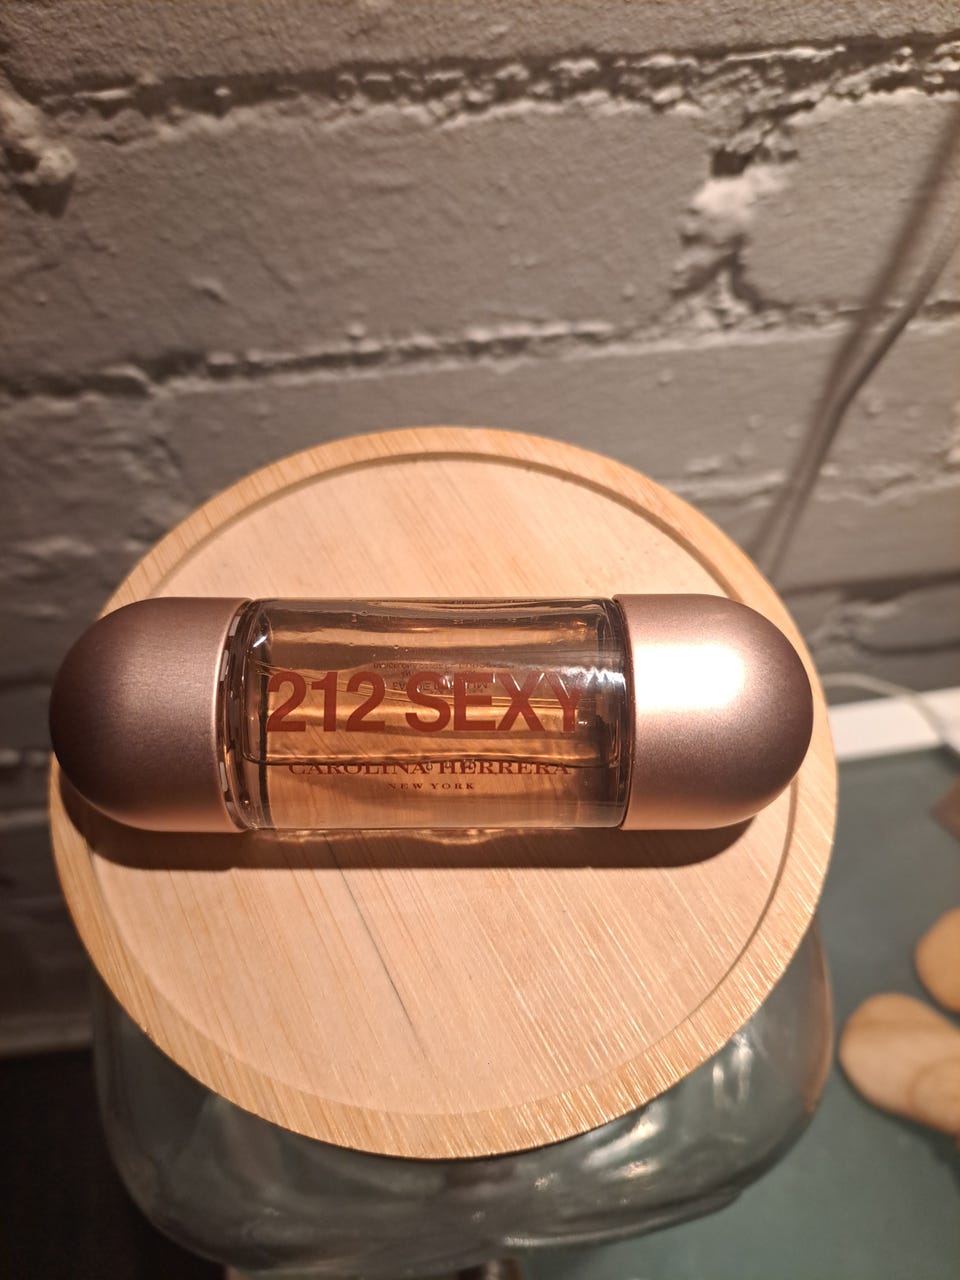 212 SEXY
CAROLINA HERRERA
NEW YORK